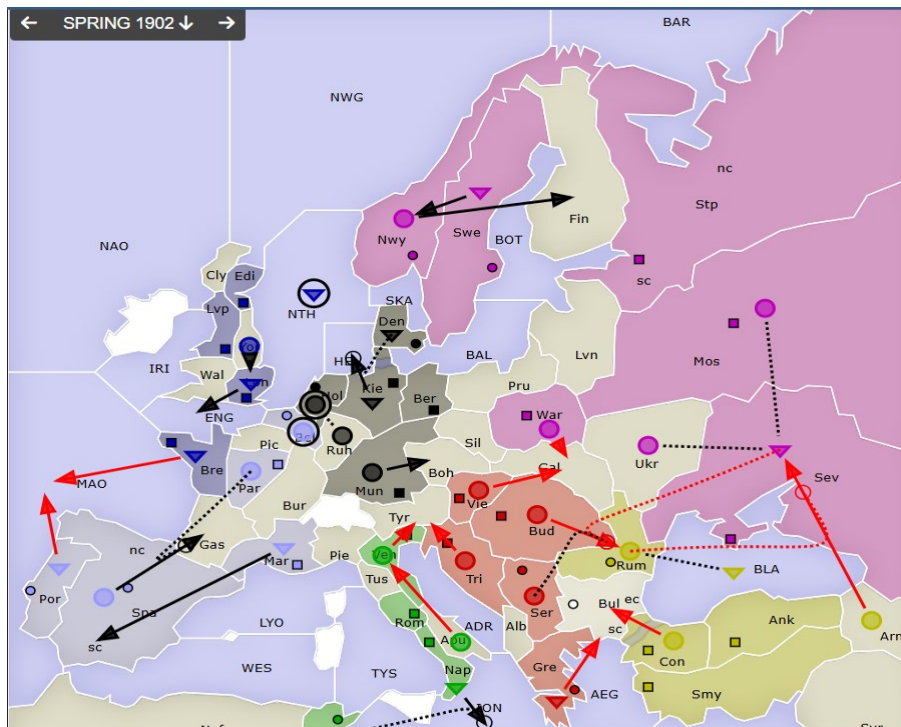 ← SPRING 1902 ↓ →
BAR
NWG
nc
Stp
Fin
Nwy
Swe
BOT
NAO
Cly
Edi
sc
NTH
SKA
Den
Lvp
Lvn
Mos
IRI
Wal
BAL
Kie
Pru
Ber
War
ENG
Pic
Ruh
Sil
Ukr
Bre
Par
Mun
Boh
Sev
MAO
Bur
Vie
Tyr
Bud
nc
Gas
Mar
Pie
Ven
Rum
BLA
Por
Spa
Tus
Tri
Ser
Bul
ec
Ank
Arm
sc
LYO
Rom
ADR
Alb
sc
Con
Apu
WES
TYS
Nap
Gre
AEG
Smy
ION